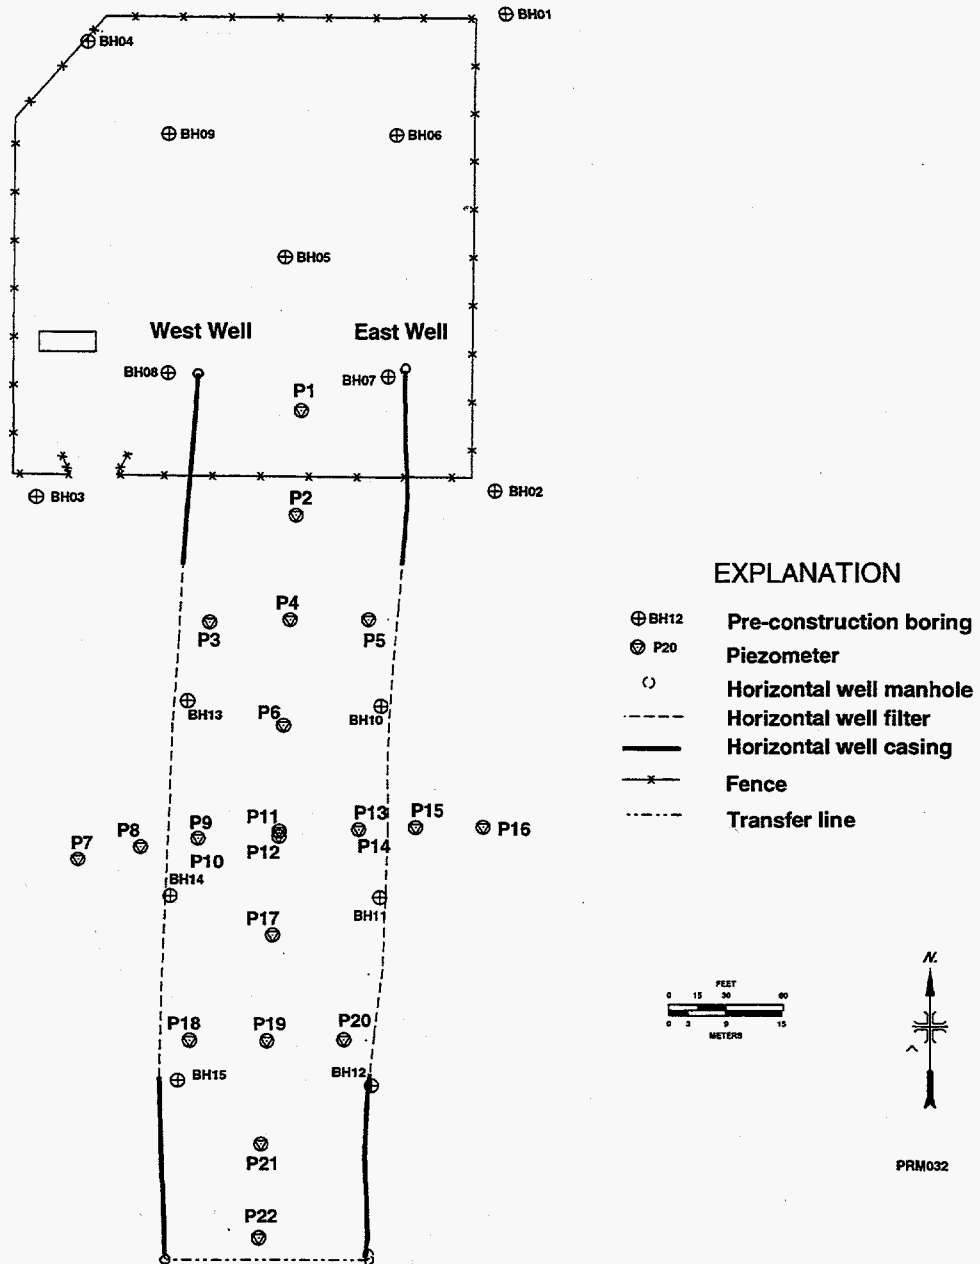 BH01
BH04
BH09
BH06
BH05
West Well
East Well
BH08
BH07
P1
BH03
BH02
P2
P4
P3
P5
BH13
P6
BH10
P7
P8
P9
P10
P11
P12
P13
P14
P15
P16
BH14
BH11
P17
P18
P19
P20
BH15
BH12
P21
P22
EXPLANATION
BH12 Pre-construction boring
P20 Piezometer
Horizontal well manhole
Horizontal well filter
Horizontal well casing
Fence
Transfer line
FEET
0 15 30 60
0 3 9 15
METERS
N.
PRM032